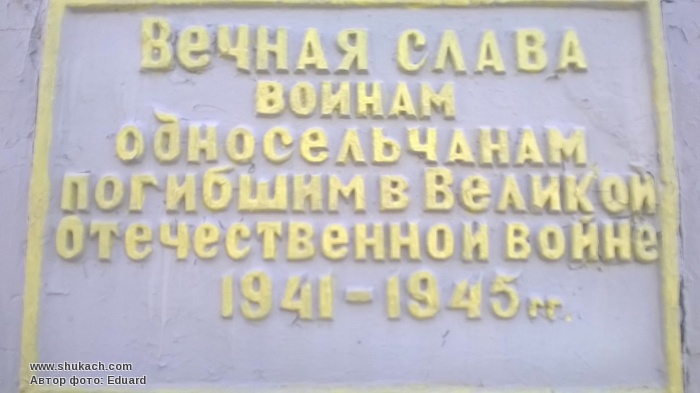 Вечная слава
воинам
односельчанам
погибшим в Великой
Отечественной войне
1941-1945 гг.
www.shukach.com
Автор фото: Eduard